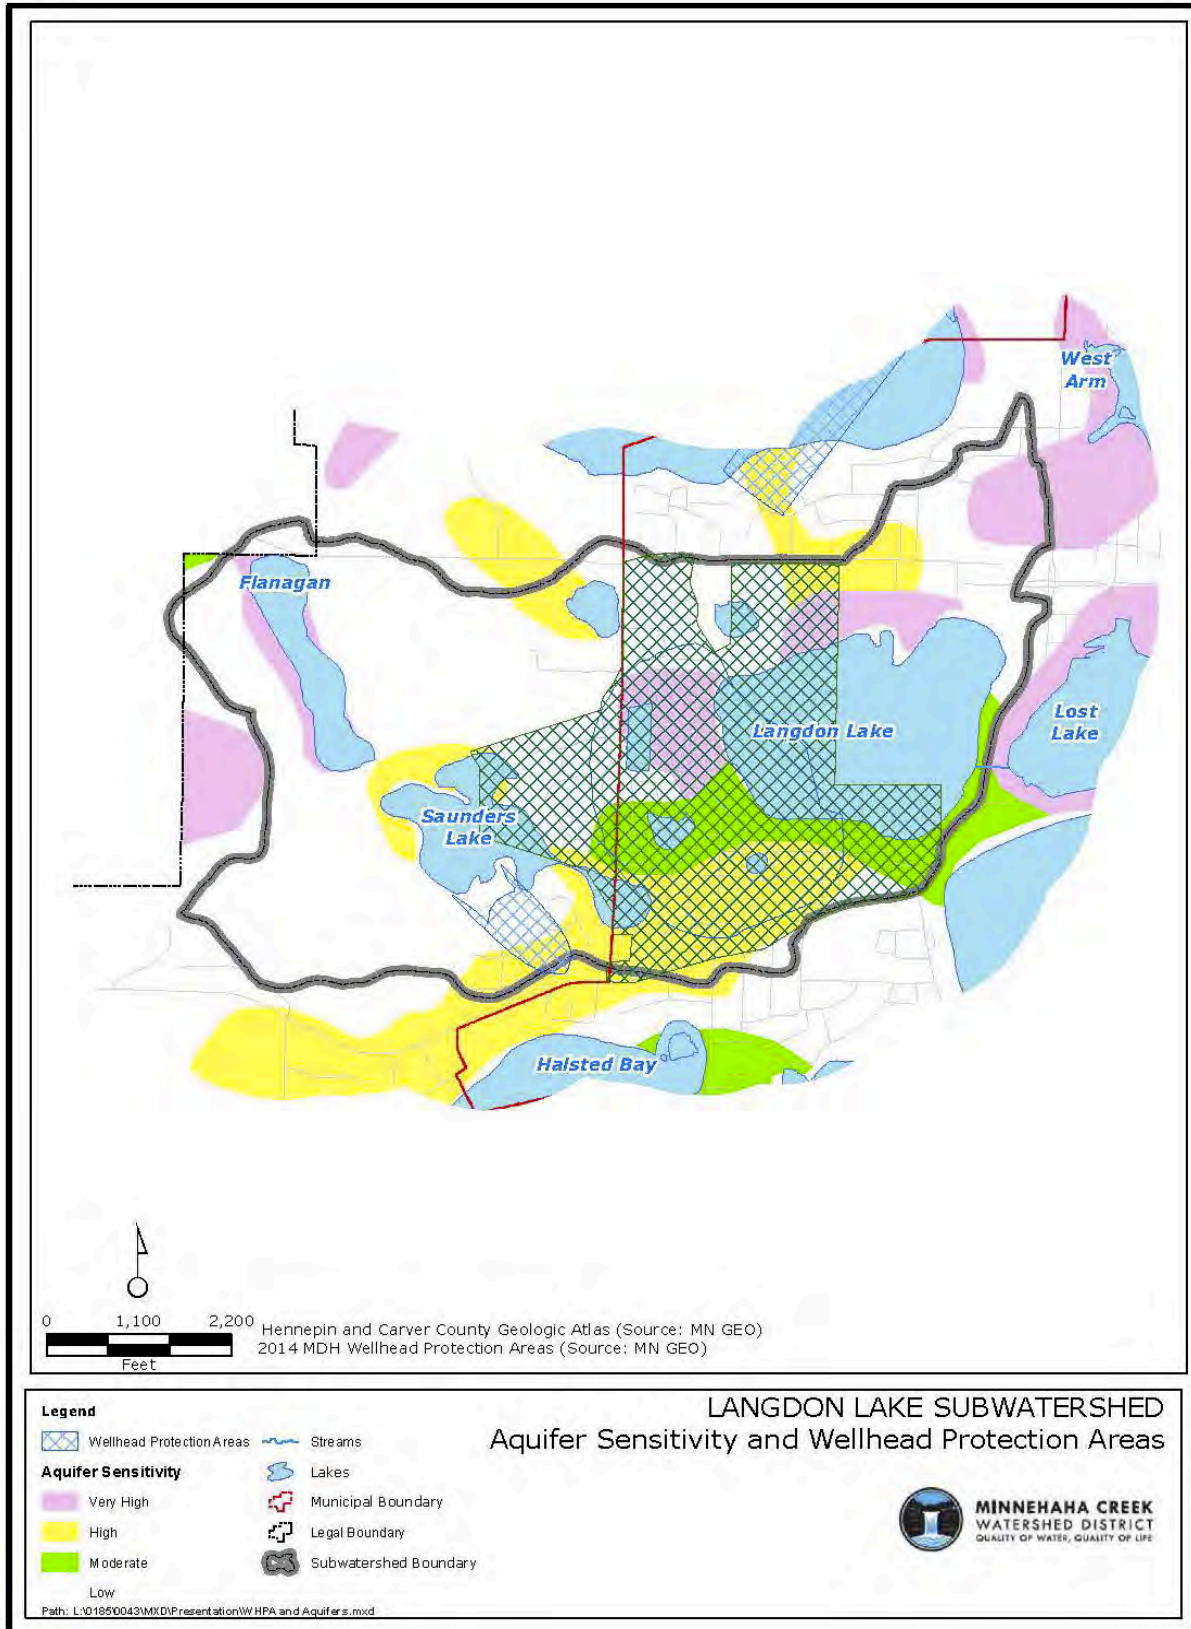 West
Arm
Flanagan
Langdon Lake
Lost
Lake
Saunders
Lake
Halsted Bay
0 1,100 2,200
Feet
Hennepin and Carver County Geologic Atlas (Source: MN GEO)
2014 MDH Wellhead Protection Areas (Source: MN GEO)
LANGDON LAKE SUBWATERSHED
Aquifer Sensitivity and Wellhead Protection Areas
Legend
Wellhead Protection Areas
Streams
Aquifer Sensitivity
Lakes
Very High
Municipal Boundary
High
Legal Boundary
Moderate
Subwatershed Boundary
Low
Path: L:\0185\0043\MXD\Presentation\WHPA and Aquifers.mxd
MINNEHAHA CREEK
WATERSHED DISTRICT
QUALITY OF WATER, QUALITY OF LIFE